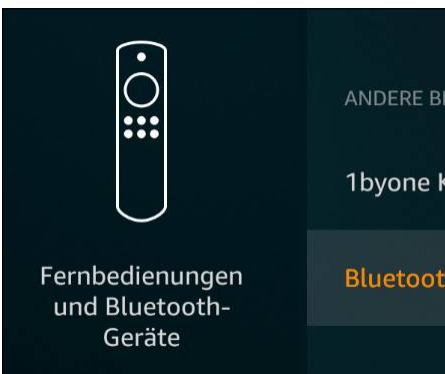 Fernbedienungen
und Bluetooth-
Geräte
ANDERE
1byone